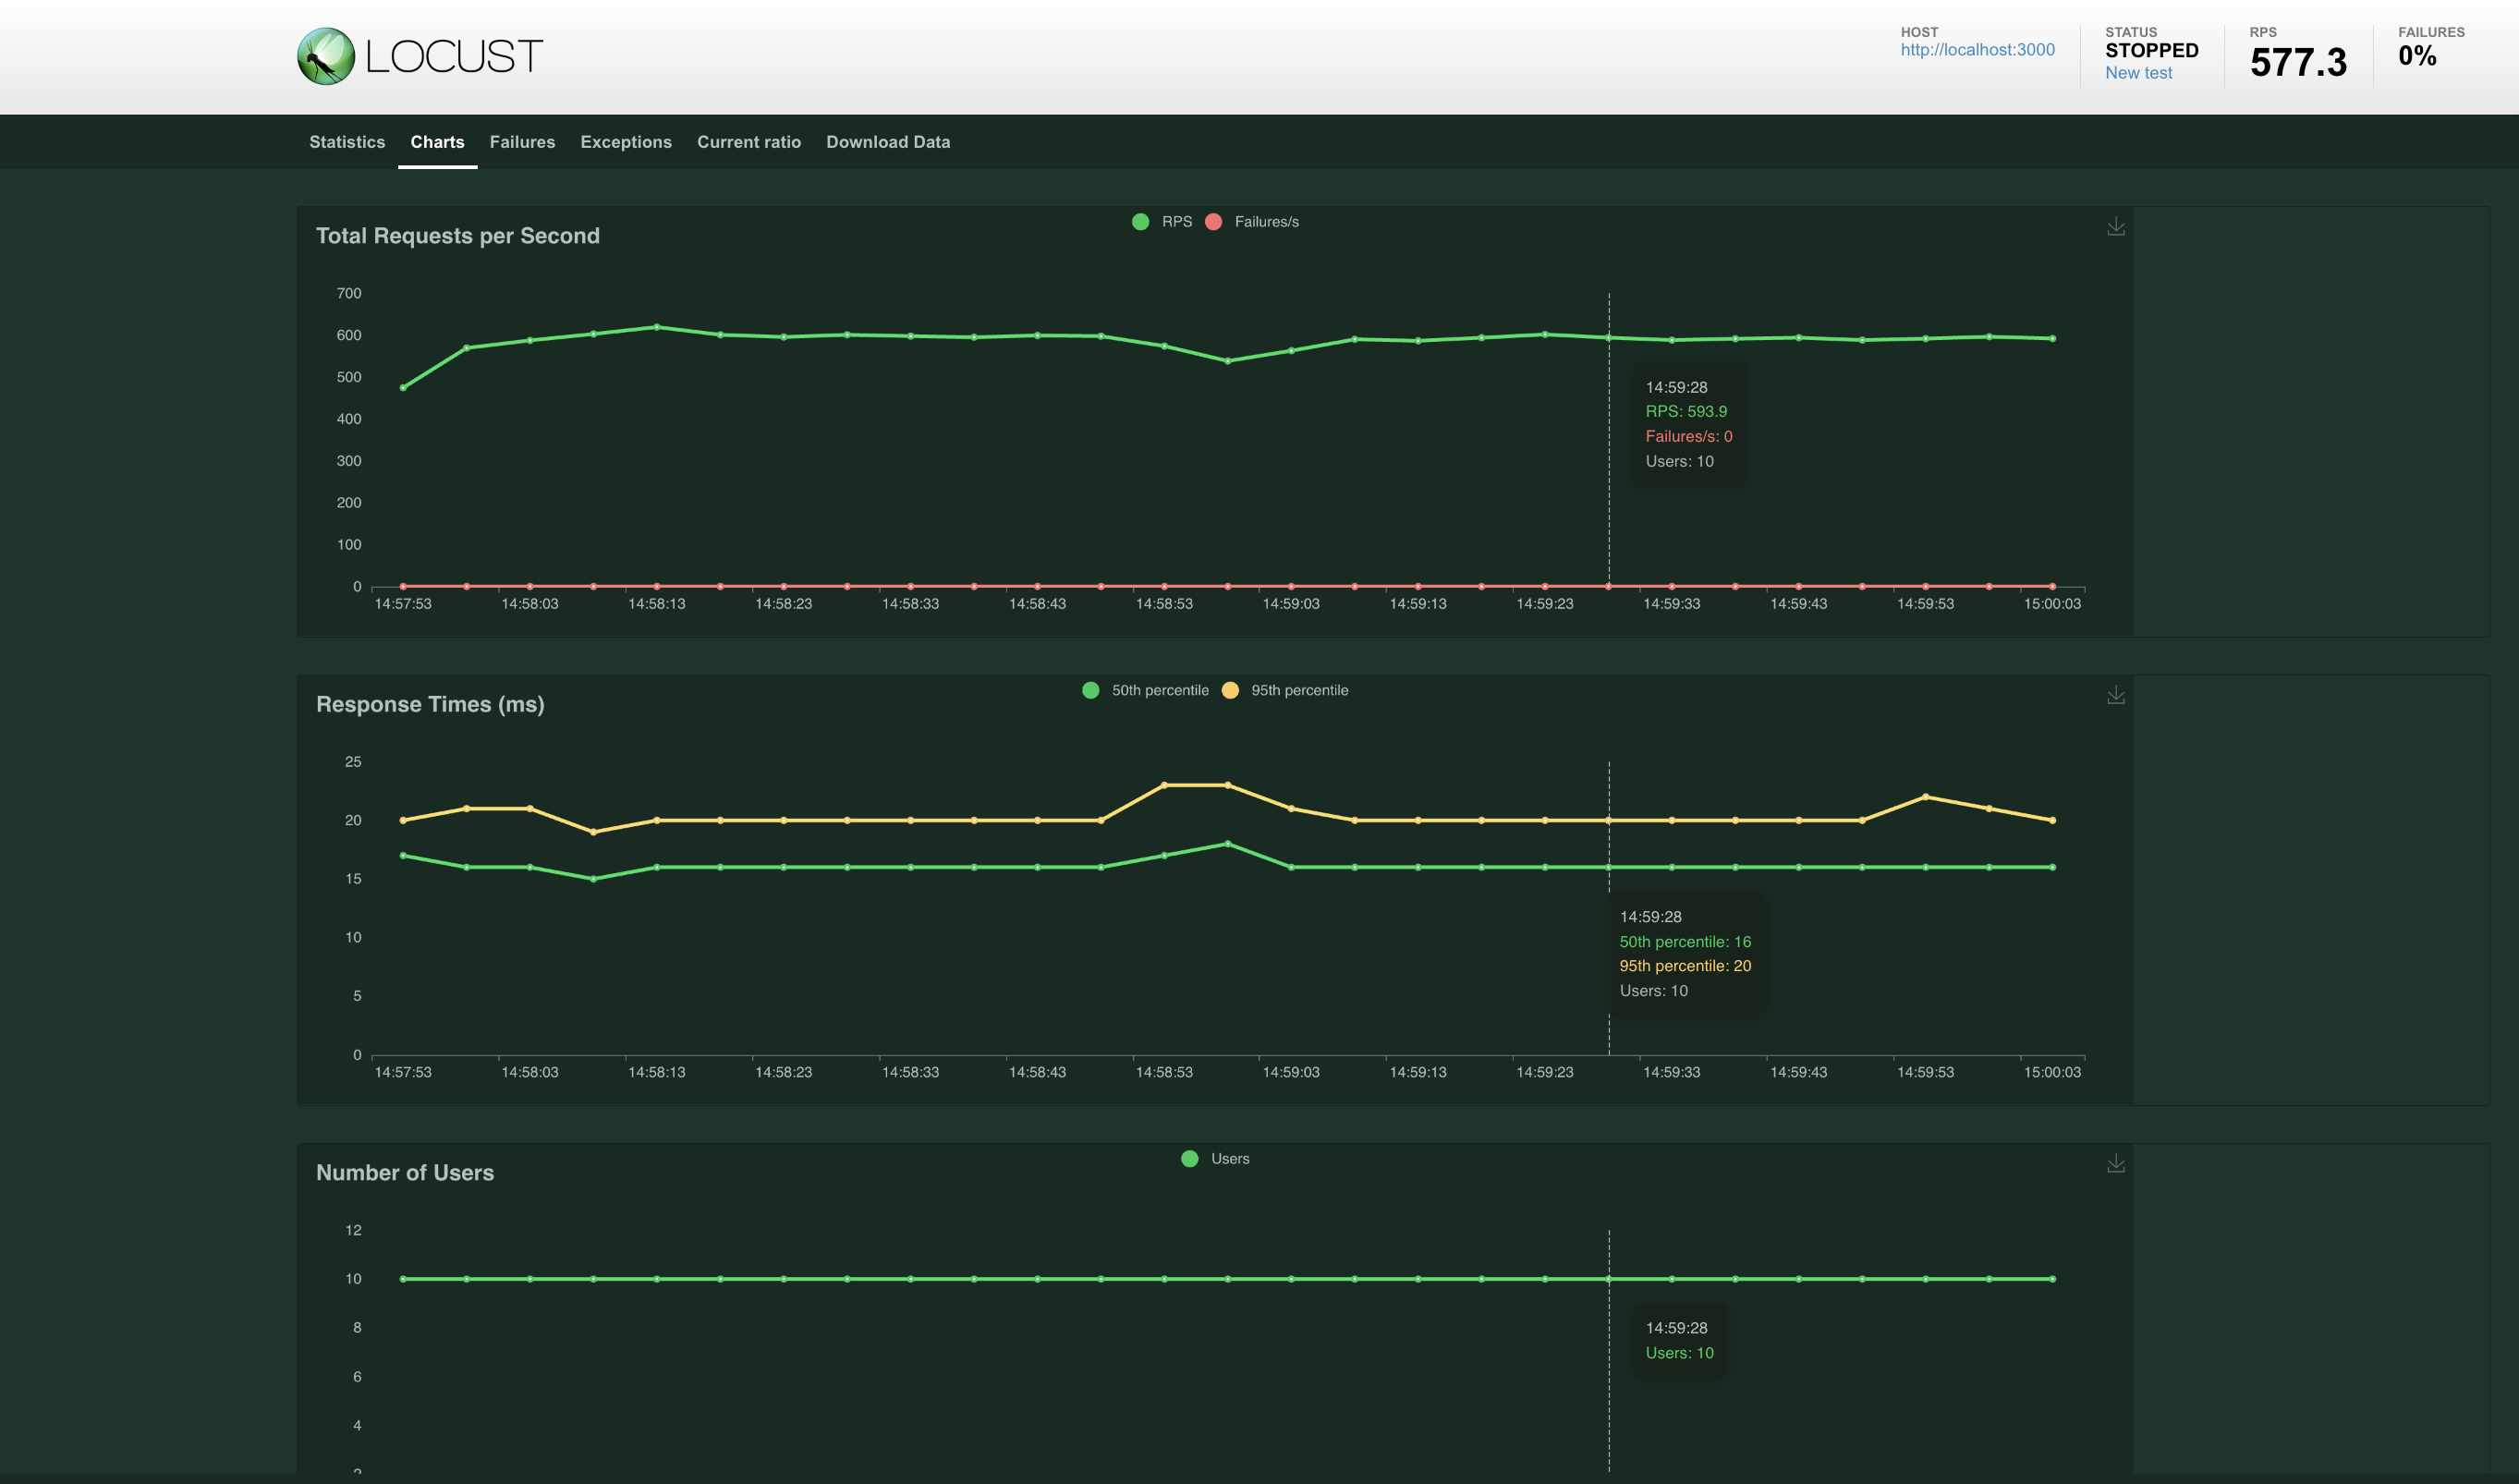 LOCUST
HOST
http://localhost:3000
STATUS
STOPPED
New test
RPS
577.3
FAILURES
0%
Statistics Charts Failures Exceptions Current ratio Download Data
Total Requests per Second
RPS Failures/s
700
600
500
400
300
200
100
0
14:59:28
RPS: 593.9
Failures/s: 0
Users: 10
14:57:53 14:58:03 14:58:13 14:58:23 14:58:33 14:58:43 14:58:53 14:59:03 14:59:13 14:59:23 14:59:33 14:59:43 14:59:53 15:00:03
Response Times (ms)
50th percentile 95th percentile
25
20
15
10
5
0
14:59:28
50th percentile: 16
95th percentile: 20
Users: 10
14:57:53 14:58:03 14:58:13 14:58:23 14:58:33 14:58:43 14:58:53 14:59:03 14:59:13 14:59:23 14:59:33 14:59:43 14:59:53 15:00:03
Number of Users
Users
12
10
8
6
4
2
14:59:28
Users: 10